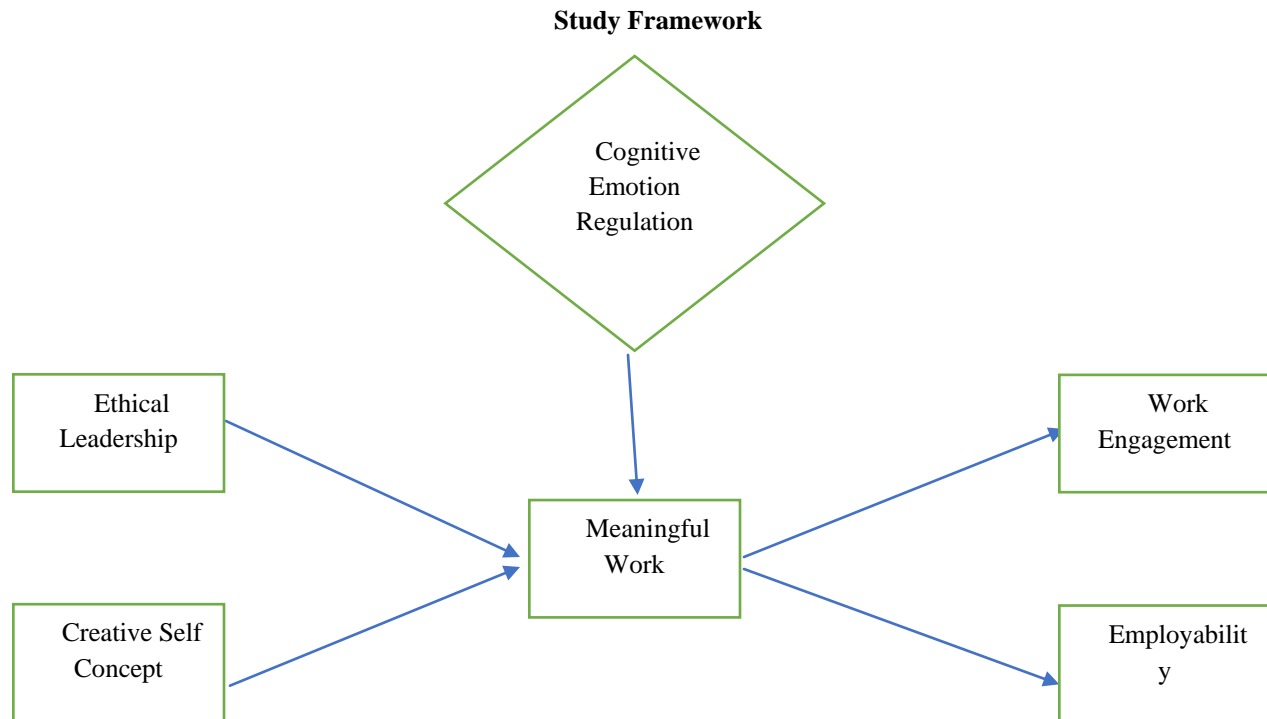 Study Framework
Cognitive
Emotion
Regulation
Ethical
Leadership
Work
Engagement
Meaningful
Work
Creative Self
Concept
Employabilit
y